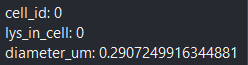 cell_id: 0
lys_in_cell: 0
diameter_um: 0.2907249916344881